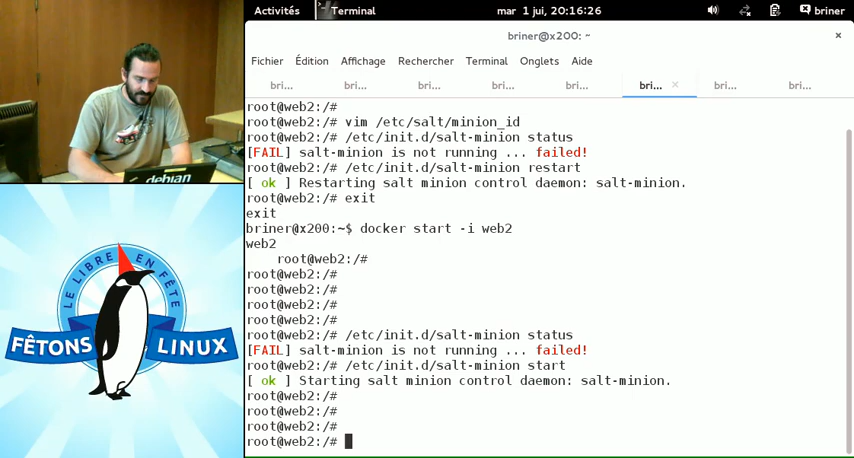 Activités
Terminal
mar 1 jui, 20:16:26
briner
briner@x200: ~
Fichier Édition Affichage Rechercher Terminal Onglets Aide
bri... bri... bri... bri... bri... bri... bri... bri...
root@web2:/#
root@web2:/# vim /etc/salt/minion_id
root@web2:/# /etc/init.d/salt-minion status
[FAIL] salt-minion is not running ... failed!
root@web2:/# /etc/init.d/salt-minion restart
[ ok ] Restarting salt minion control daemon: salt-minion.
root@web2:/# exit
exit
briner@x200:~$ docker start -i web2
web2
root@web2:/#
root@web2:/#
root@web2:/#
root@web2:/#
root@web2:/#
root@web2:/# /etc/init.d/salt-minion status
[FAIL] salt-minion is not running ... failed!
root@web2:/# /etc/init.d/salt-minion start
[ ok ] Starting salt minion control daemon: salt-minion.
root@web2:/#
root@web2:/#
root@web2:/#
root@web2:/#
debian
LE LIBRE EN FÊTE
FÊTONS LINUX